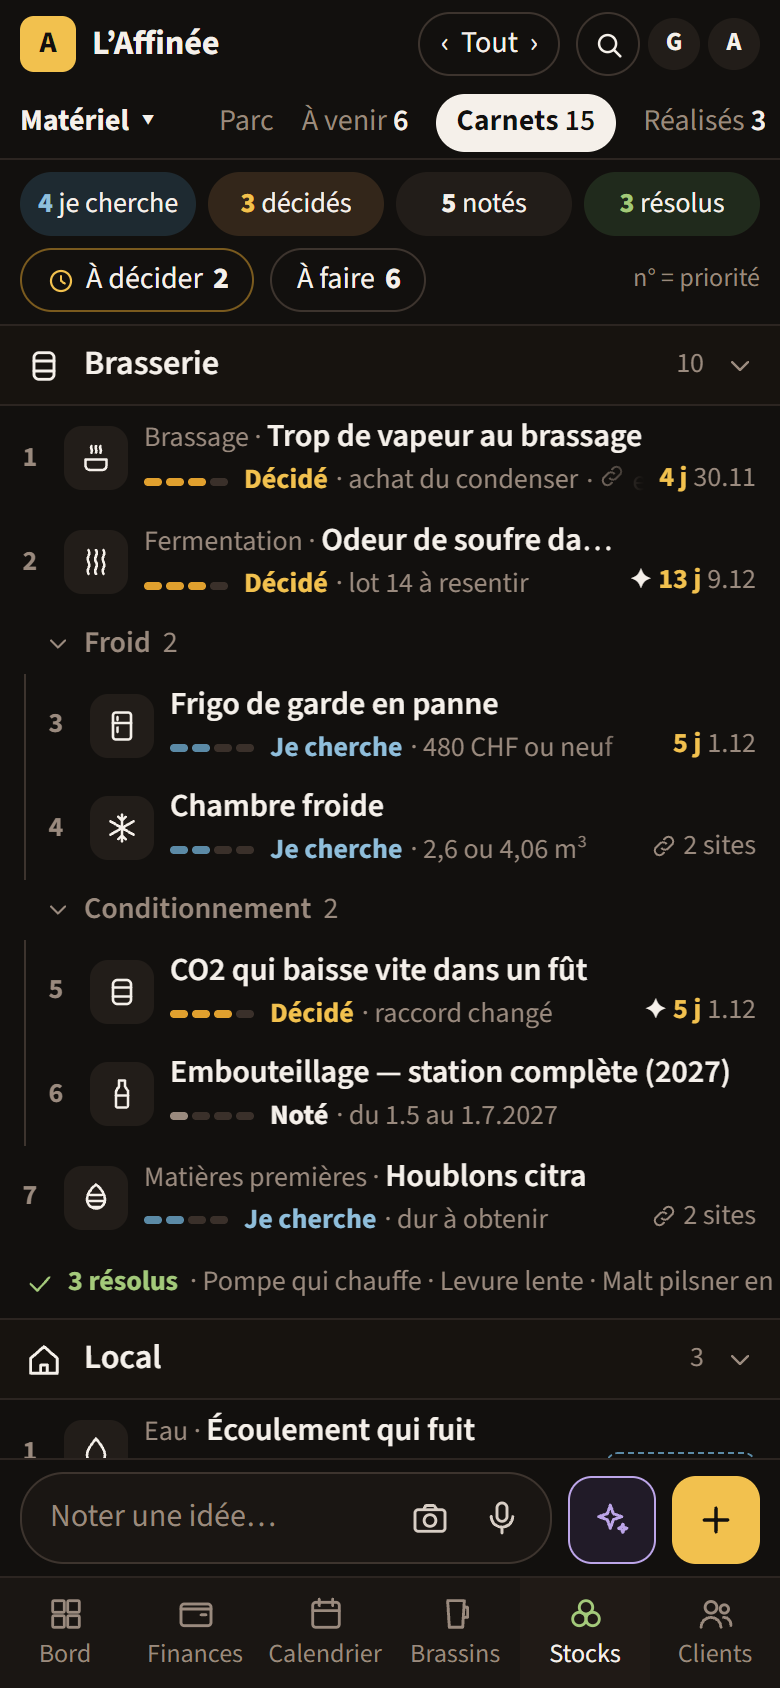 A L’Affinée ‹ Tout › G A
Matériel ▼ Parc À venir 6 Carnets 15 Réalisés 3
4 je cherche 3 décidés 5 notés 3 résolus
À décider 2 À faire 6 n° = priorité
Brasserie 10
1 Brassage · Trop de vapeur au brassage
Décidé · achat du condenser · 4 j 30.11
2 Fermentation · Odeur de soufre da…
Décidé · lot 14 à resentir ✦ 13 j 9.12
Froid 2
3 Frigo de garde en panne
Je cherche · 480 CHF ou neuf 5 j 1.12
4 Chambre froide
Je cherche · 2,6 ou 4,06 m³ 2 sites
Conditionnement 2
5 CO2 qui baisse vite dans un fût
Décidé · raccord changé ✦ 5 j 1.12
6 Embouteillage — station complète (2027)
Noté · du 1.5 au 1.7.2027
7 Matières premières · Houblons citra
Je cherche · dur à obtenir 2 sites
3 résolus · Pompe qui chauffe · Levure lente · Malt pilsner en
Local 3
1 Eau · Écoulement qui fuit
Noter une idée…
Bord Finances Calendrier Brassins Stocks Clients